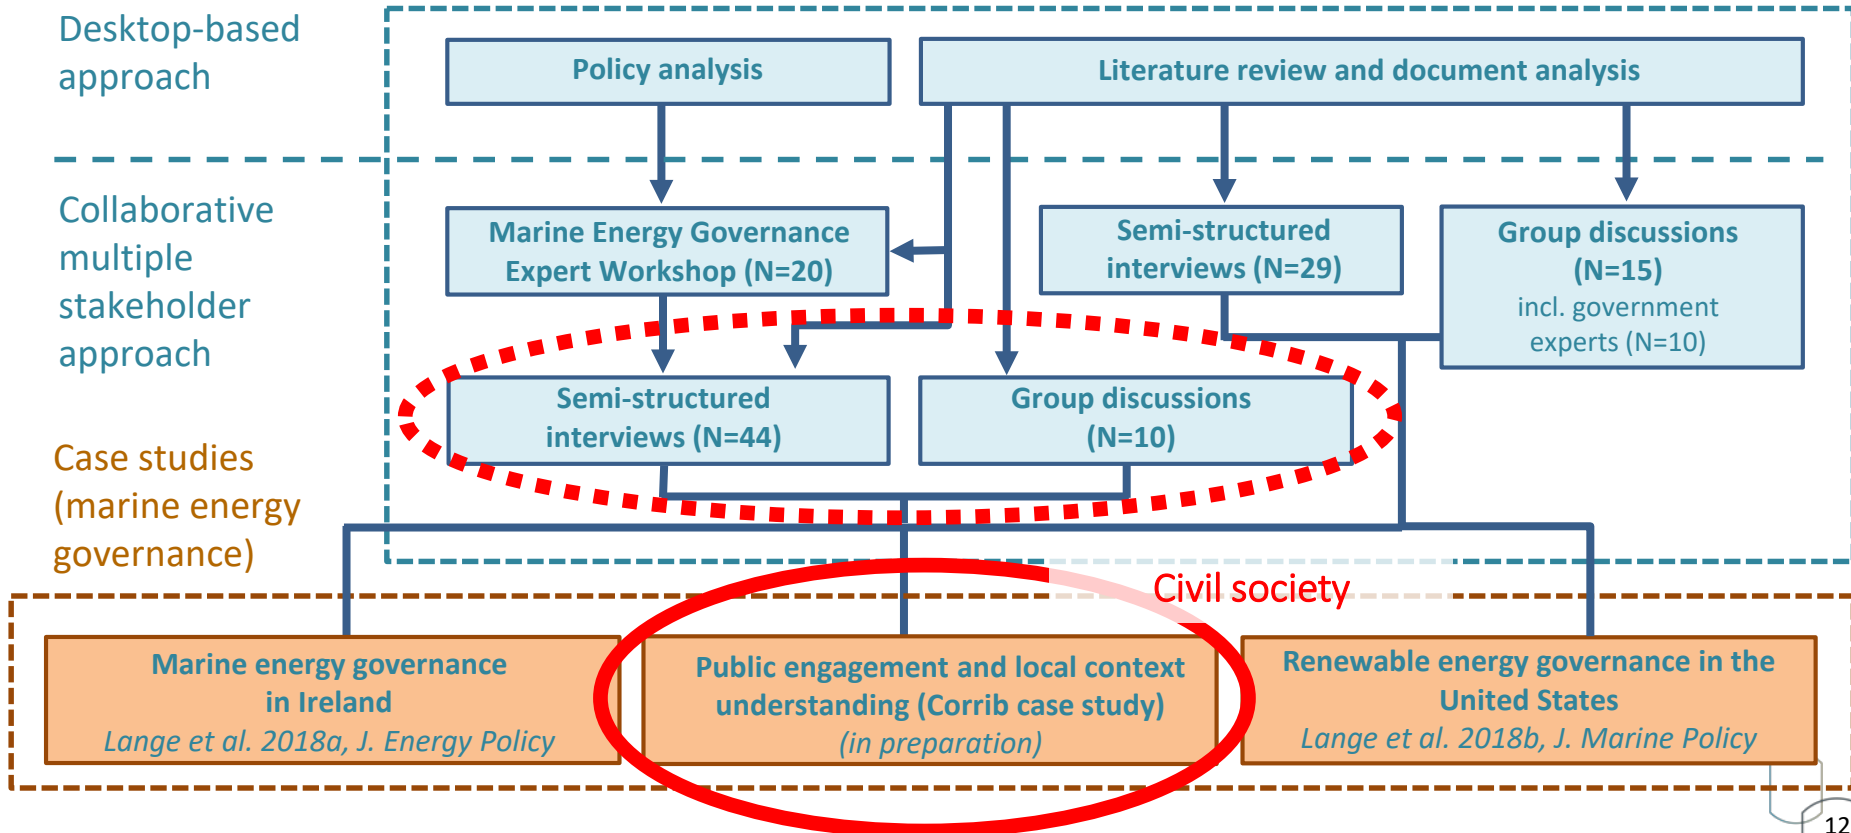 Desktop-based
approach
Policy analysis
Literature review and document analysis
Collaborative
multiple
stakeholder
approach
Marine Energy Governance
Expert Workshop (N=20)
Semi-structured
interviews (N=29)
Group discussions
(N=15)
incl. government
experts (N=10)
Semi-structured
interviews (N=44)
Group discussions
(N=10)
Case studies
(marine energy
governance)
Civil society
Marine energy governance
in Ireland
Lange et al. 2018a, J. Energy Policy
Public engagement and local context
understanding (Corrib case study)
(in preparation)
Renewable energy governance in the
United States
Lange et al. 2018b, J. Marine Policy
12